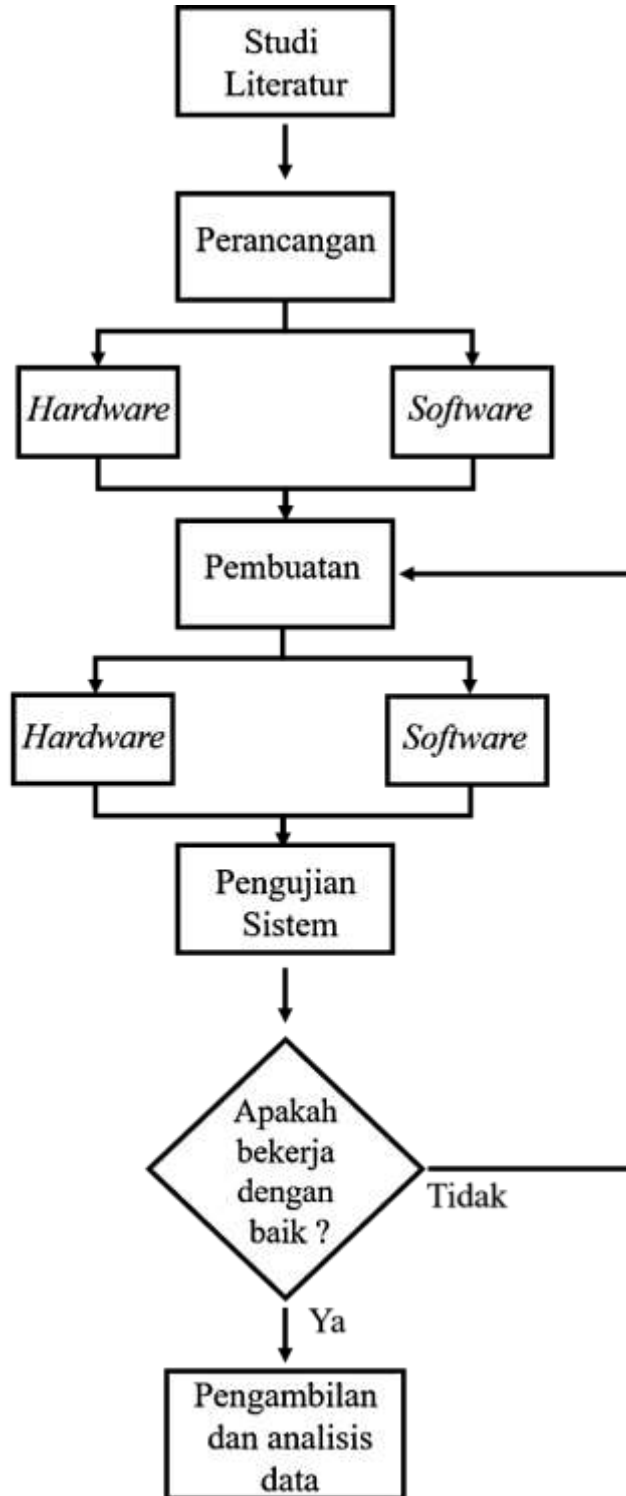 Studi
Literatur
Perancangan
Hardware
Software
Pembuatan
Hardware
Software
Pengujian
Sistem
Apakah
bekerja
dengan
baik ?
Tidak
Ya
Pengambilan
dan analisis
data